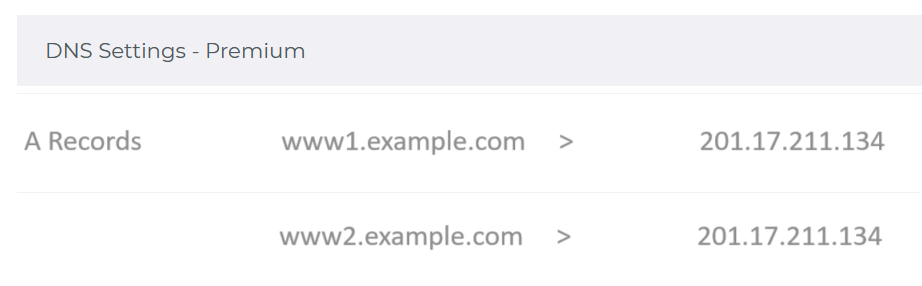 DNS Settings - Premium
A Records www1.example.com > 201.17.211.134
www2.example.com > 201.17.211.134